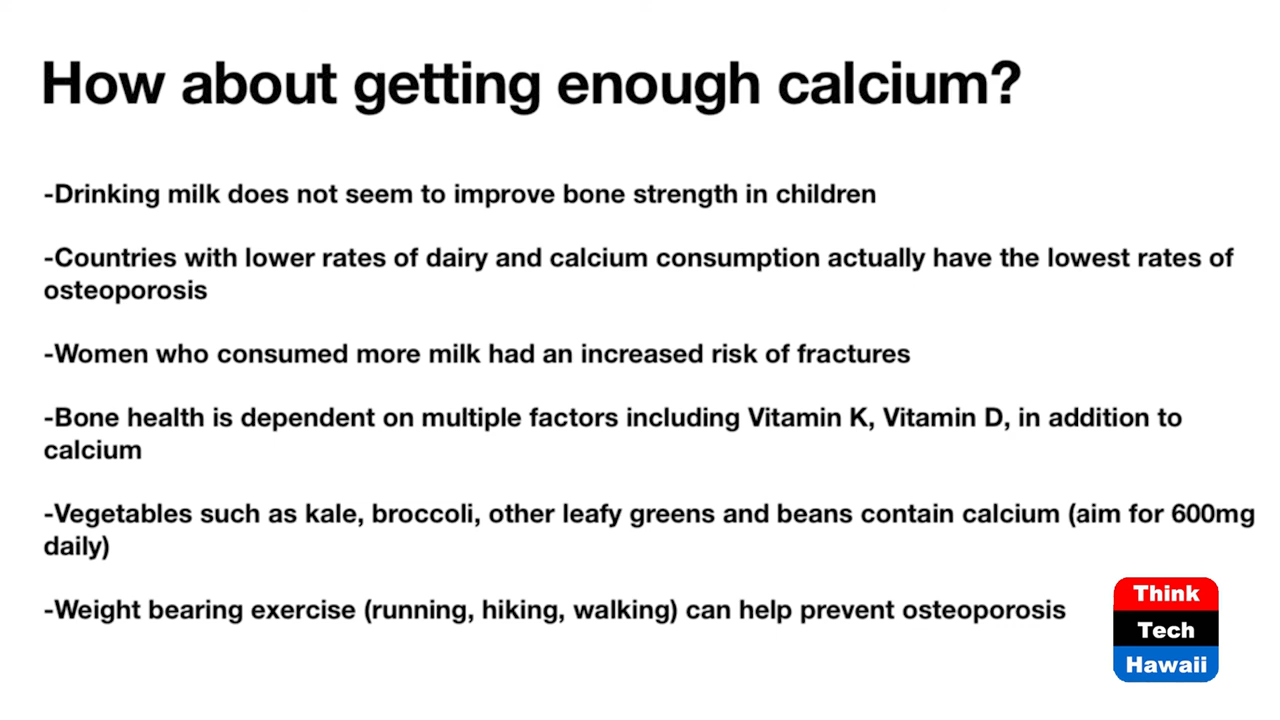 How about getting enough calcium?
-Drinking milk does not seem to improve bone strength in children
-Countries with lower rates of dairy and calcium consumption actually have the lowest rates of
osteoporosis
-Women who consumed more milk had an increased risk of fractures
-Bone health is dependent on multiple factors including Vitamin K, Vitamin D, in addition to
calcium
-Vegetables such as kale, broccoli, other leafy greens and beans contain calcium (aim for 600mg
daily)
-Weight bearing exercise (running, hiking, walking) can help prevent osteoporosis
Think
Tech
Hawaii